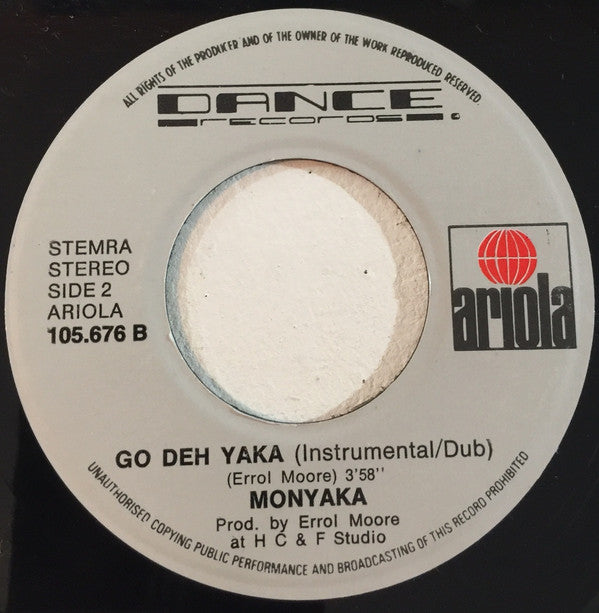 ALL RIGHTS OF THE PRODUCER AND OF THE OWNER OF THE WORK REPRODUCED RESERVED
DANCE
RECORDS.
STEMRA
STEREO
SIDE 2
ARIOLA
105.676 B
ariola
GO DEH YAKA (Instrumental/Dub)
(Errol Moore) 3'58''
MONYAKA
Prod. by Errol Moore
at H C & F Studio
UNAUTHORISED COPYING PUBLIC PERFORMANCE AND BROADCASTING OF THIS RECORD PROHIBITED